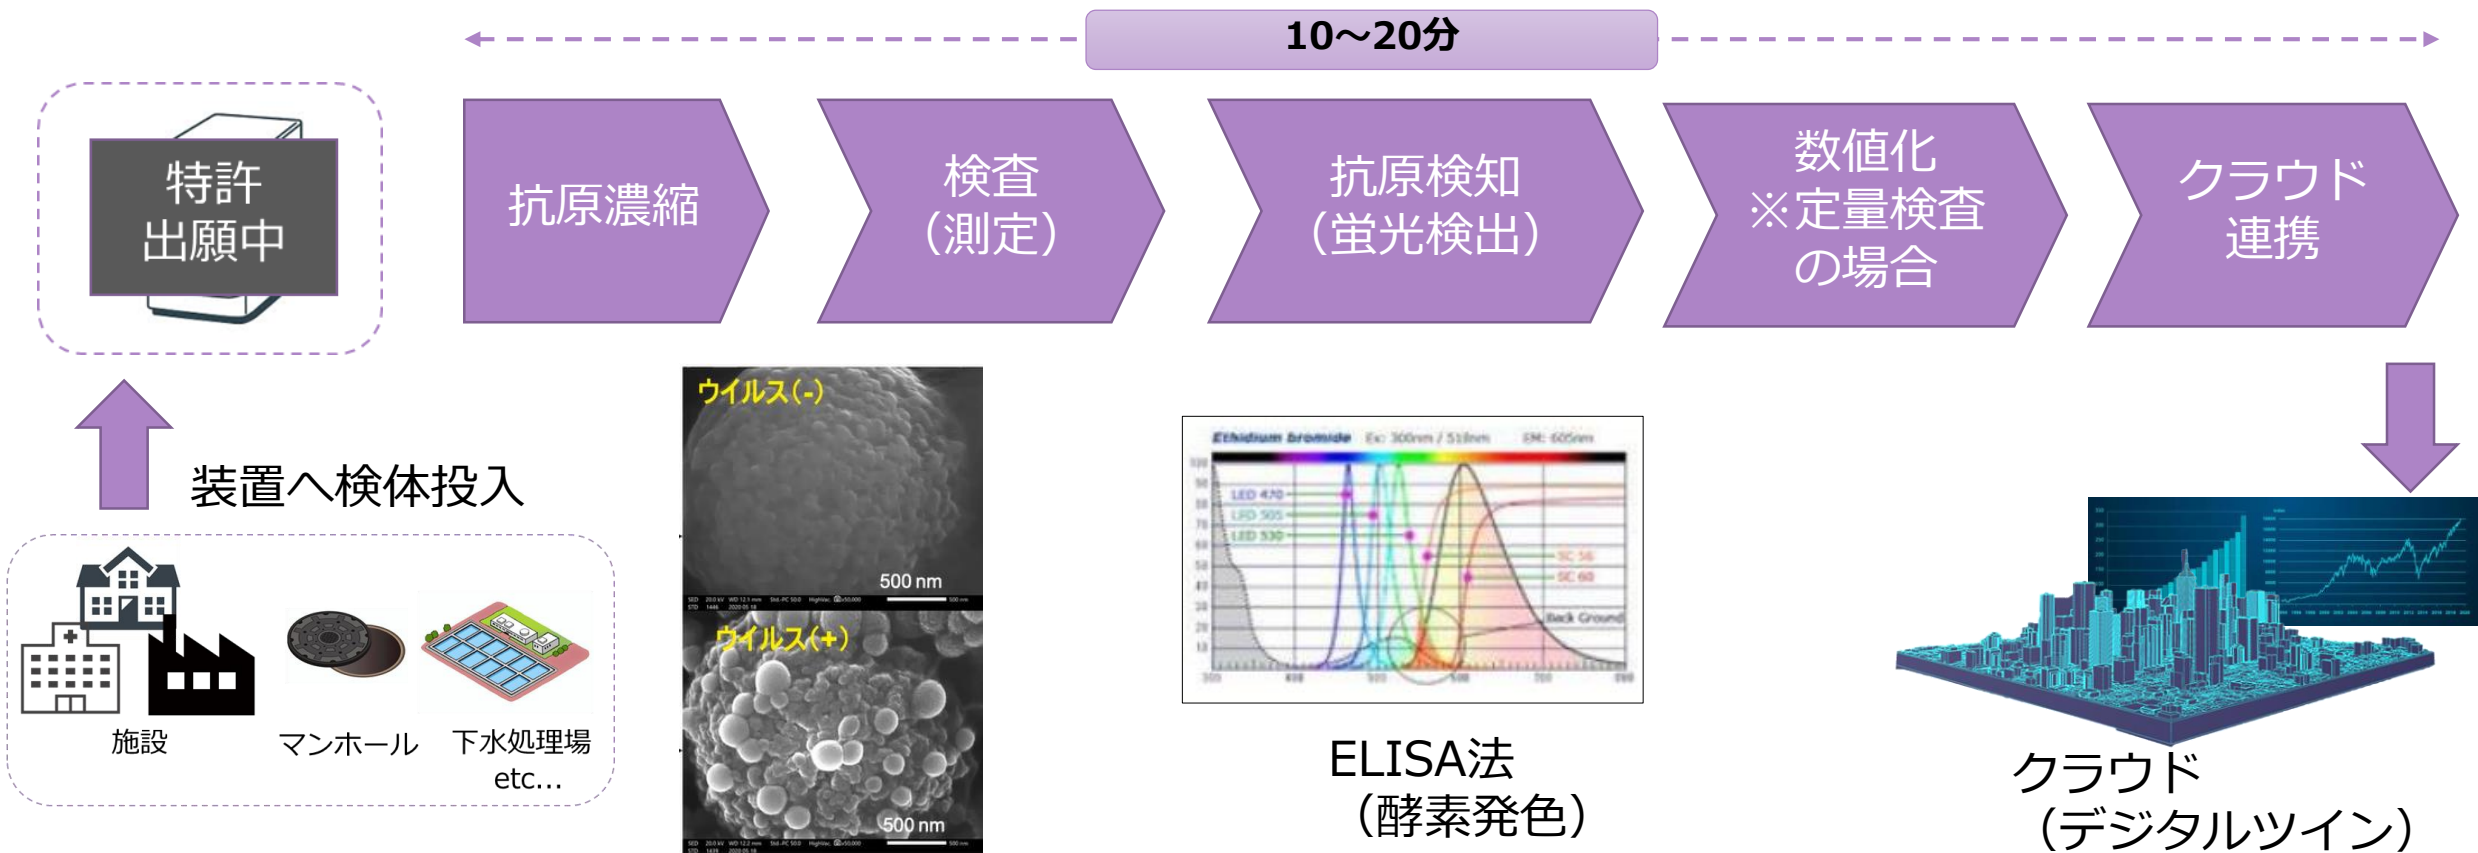 10～20分
特許
出願中
抗原濃縮
検査
（測定）
抗原検知
（蛍光検出）
数値化
※定量検査
の場合
クラウド
連携
装置へ検体投入
施設
マンホール
下水処理場
etc...
ウイルス(-)
500 nm
ウイルス(+)
500 nm
Ethidium bromide Ex: 300nm / 518nm EM: 605nm
LED 470
LED 505
LED 530
SC 56
SC 60
Back Ground
ELISA法
（酵素発色）
クラウド
（デジタルツイン）